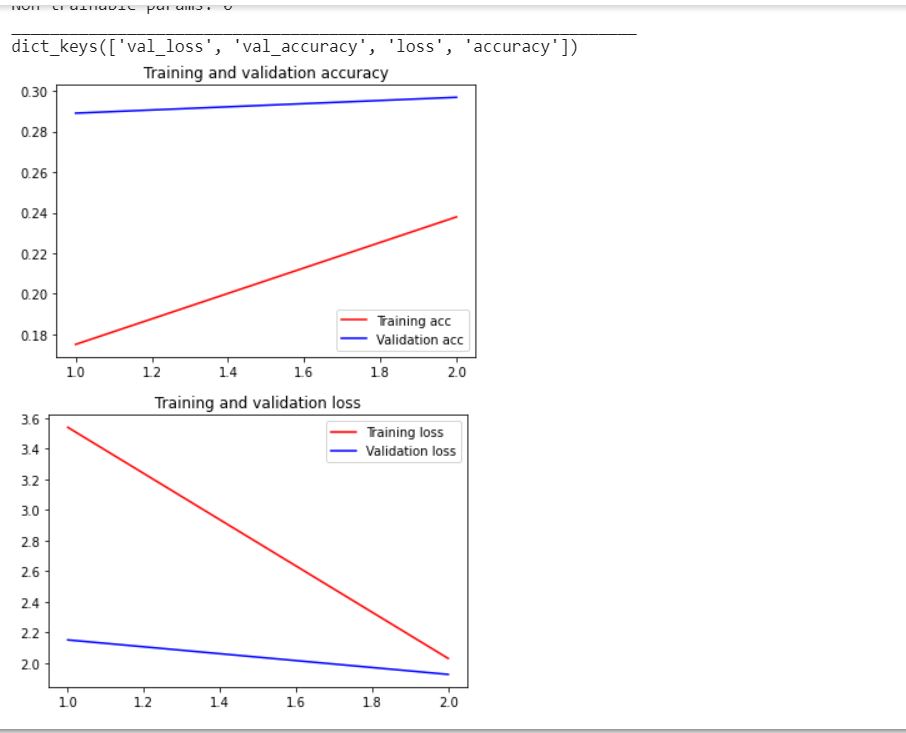 Non-trainable params: 0
dict_keys(['val_loss', 'val_accuracy', 'loss', 'accuracy'])
Training and validation accuracy
0.30
0.28
0.26
0.24
0.22
0.20
0.18
Training acc
Validation acc
1.0 1.2 1.4 1.6 1.8 2.0
Training and validation loss
3.6
3.4
3.2
3.0
2.8
2.6
2.4
2.2
2.0
Training loss
Validation loss
1.0 1.2 1.4 1.6 1.8 2.0